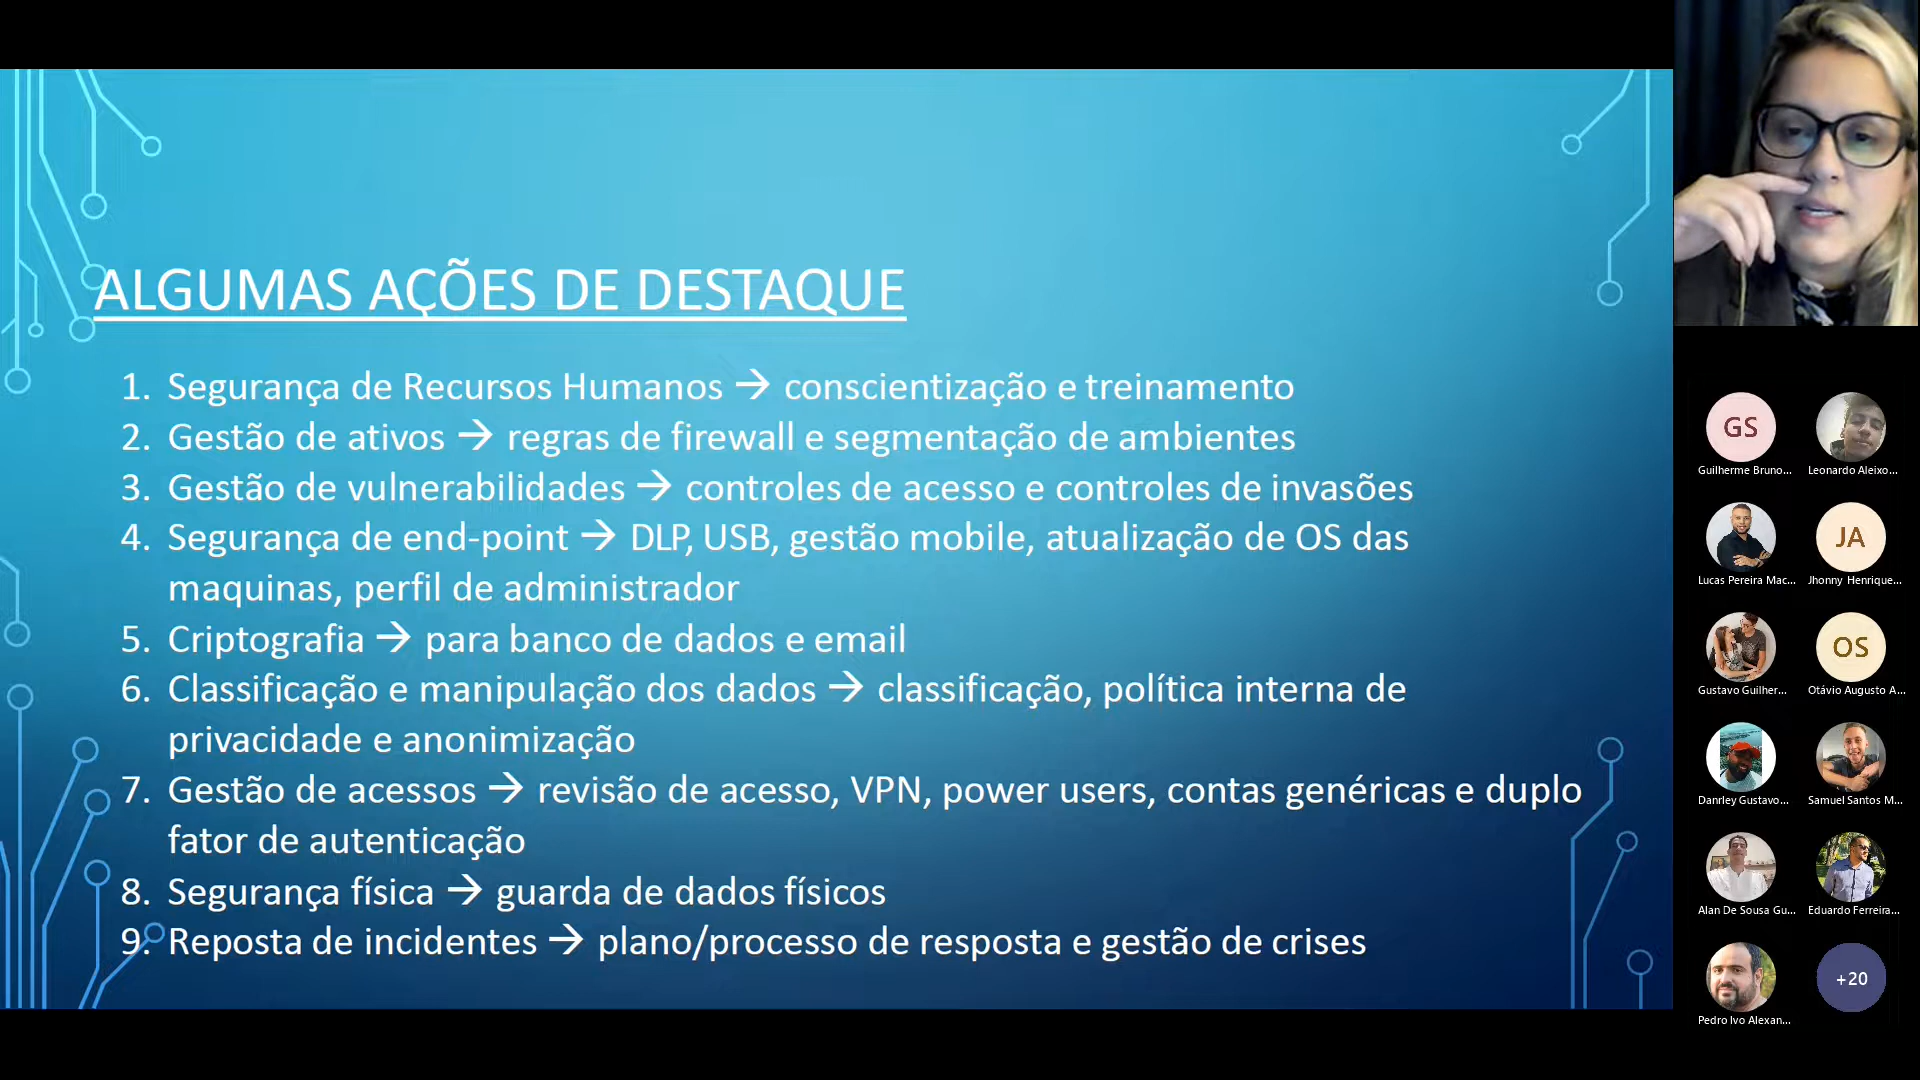 ALGUMAS AÇÕES DE DESTAQUE
1. Segurança de Recursos Humanos → conscientização e treinamento
2. Gestão de ativos → regras de firewall e segmentação de ambientes
3. Gestão de vulnerabilidades → controles de acesso e controles de invasões
4. Segurança de end-point → DLP, USB, gestão mobile, atualização de OS das
maquinas, perfil de administrador
5. Criptografia → para banco de dados e email
6. Classificação e manipulação dos dados → classificação, política interna de
privacidade e anonimização
7. Gestão de acessos → revisão de acesso, VPN, power users, contas genéricas e duplo
fator de autenticação
8. Segurança física → guarda de dados físicos
9. Reposta de incidentes → plano/processo de resposta e gestão de crises
GS
Guilherme Bruno... Leonardo Aleixo...
JA
Lucas Pereira Mac... Jhonny Henrique...
OS
Gustavo Guilher... Otávio Augusto A...
Danrley Gustavo... Samuel Santos M...
Alan De Sousa Gu... Eduardo Ferreira...
+20
Pedro Ivo Alexan...